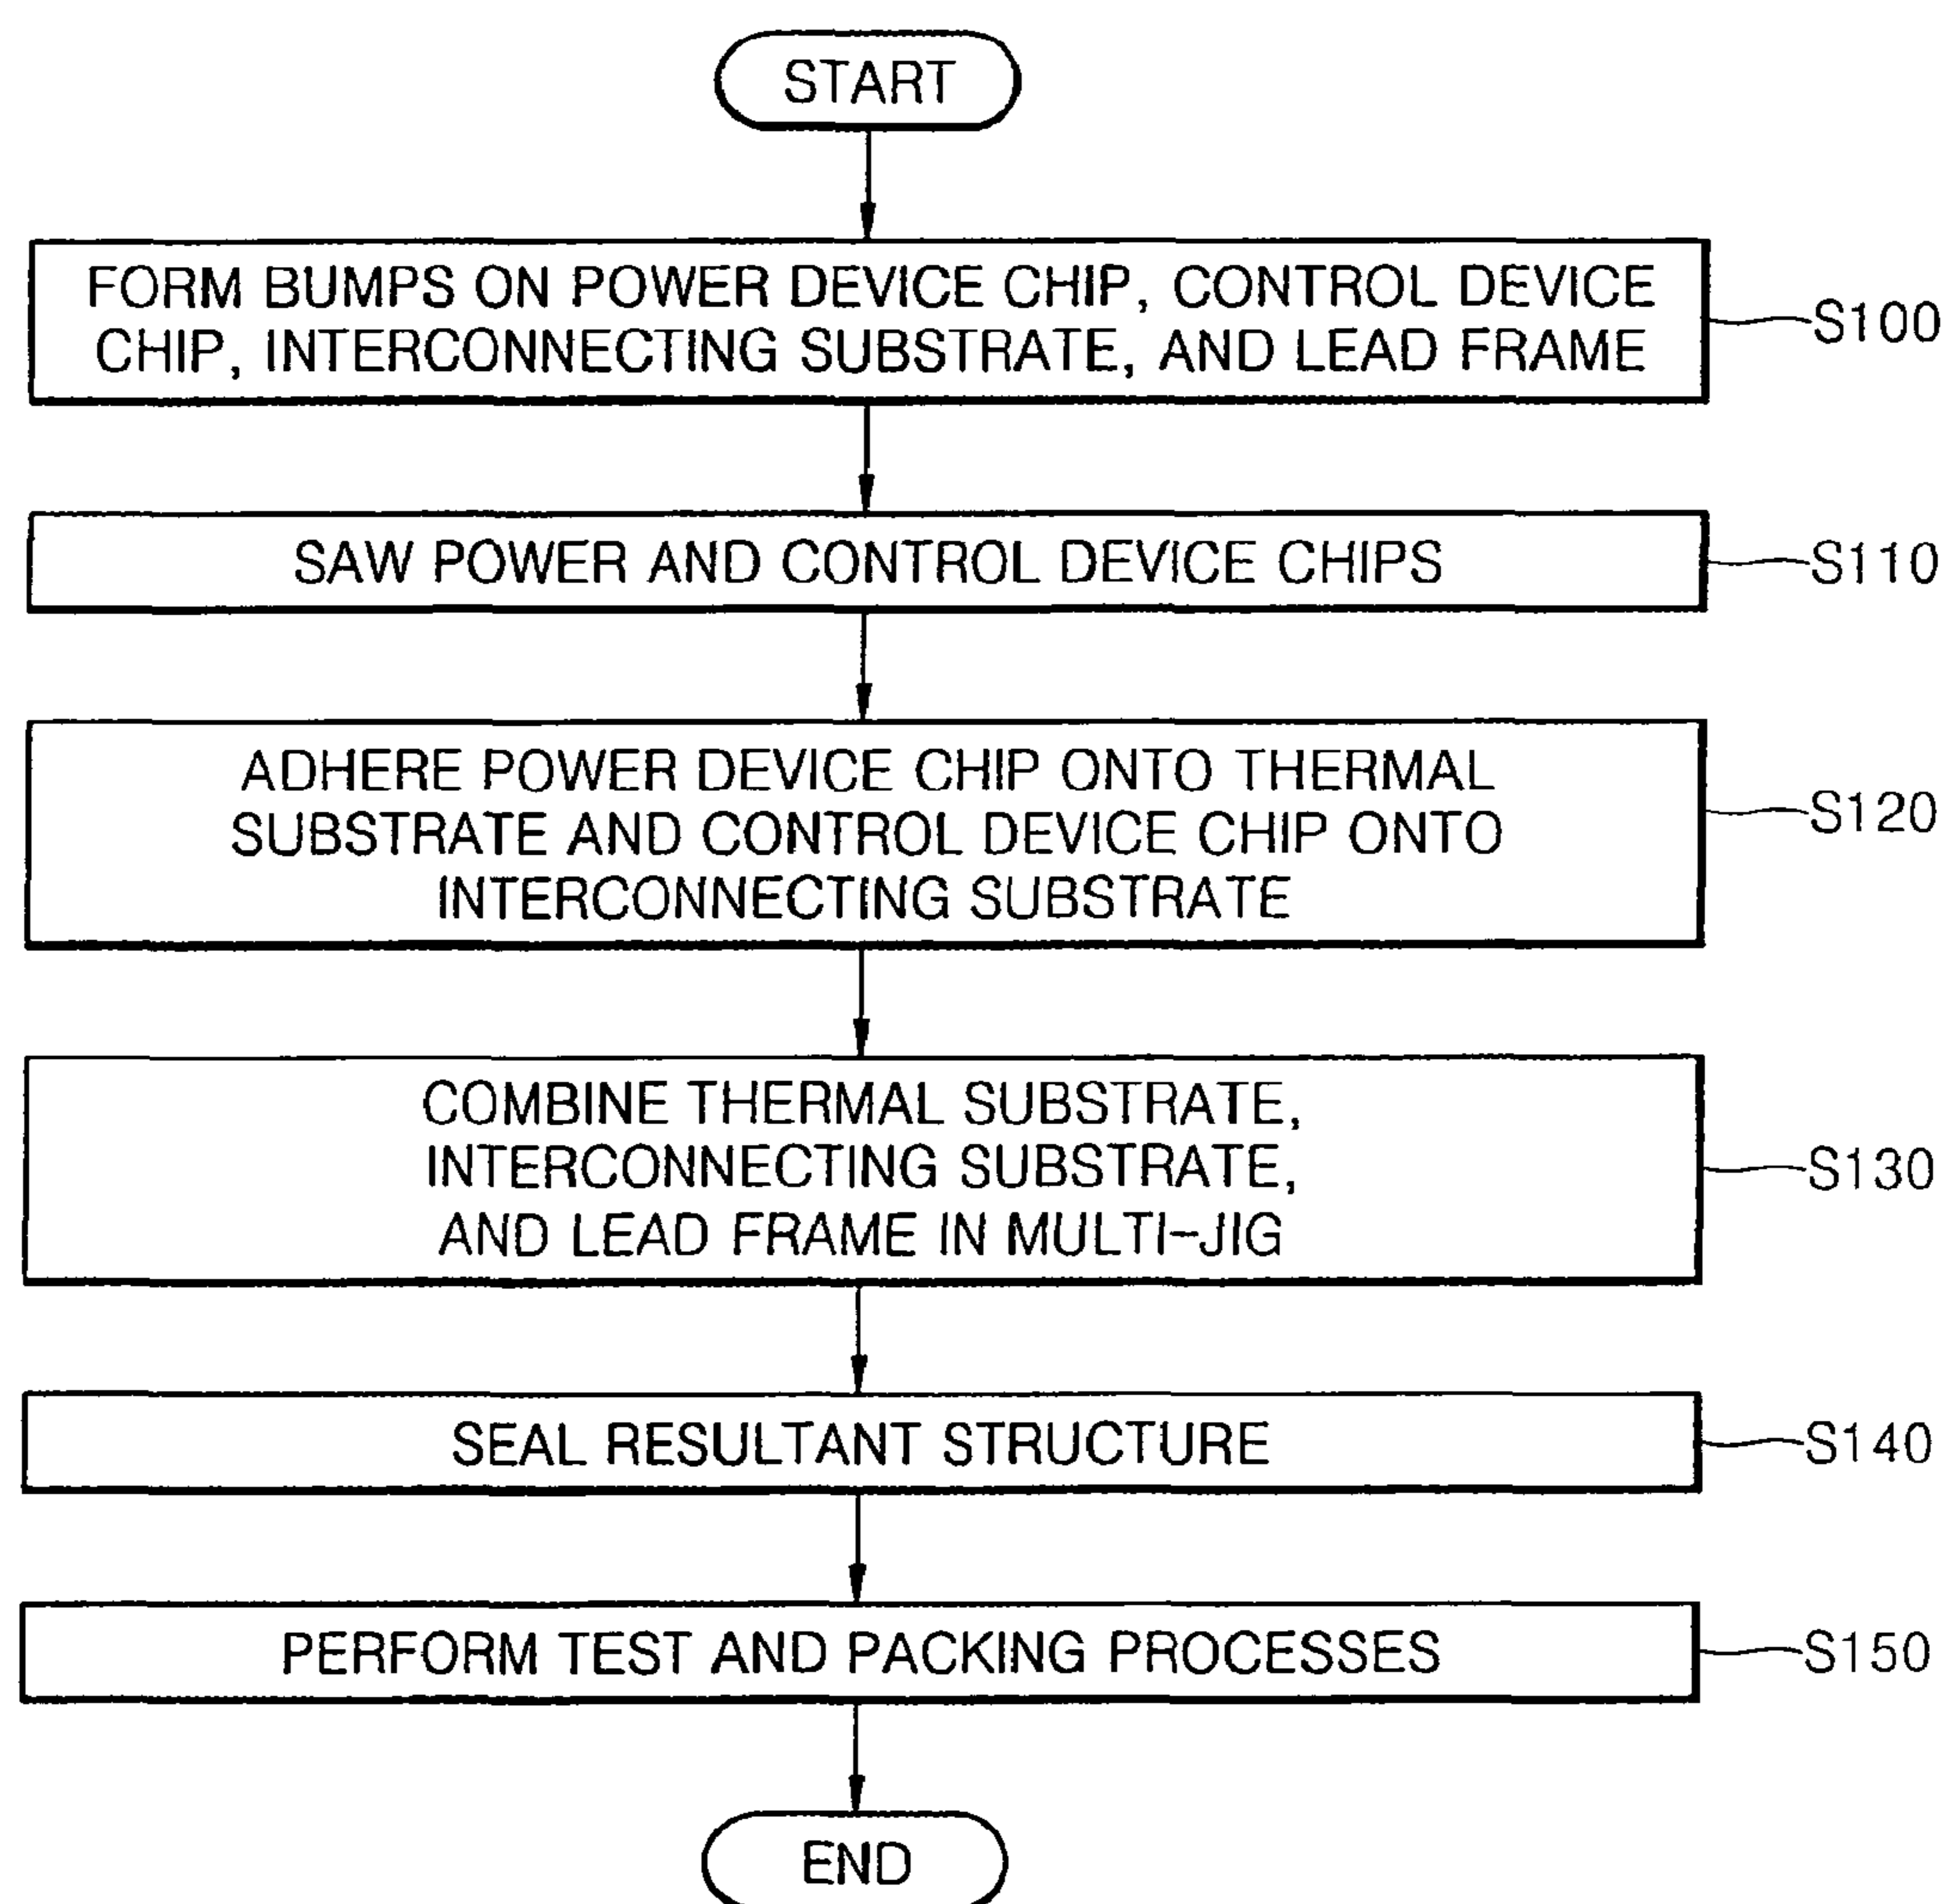 START
FORM BUMPS ON POWER DEVICE CHIP, CONTROL DEVICE
CHIP, INTERCONNECTING SUBSTRATE, AND LEAD FRAME
S100
SAW POWER AND CONTROL DEVICE CHIPS
S110
ADHERE POWER DEVICE CHIP ONTO THERMAL
SUBSTRATE AND CONTROL DEVICE CHIP ONTO
INTERCONNECTING SUBSTRATE
S120
COMBINE THERMAL SUBSTRATE,
INTERCONNECTING SUBSTRATE,
AND LEAD FRAME IN MULTI-JIG
S130
SEAL RESULTANT STRUCTURE
S140
PERFORM TEST AND PACKING PROCESSES
S150
END